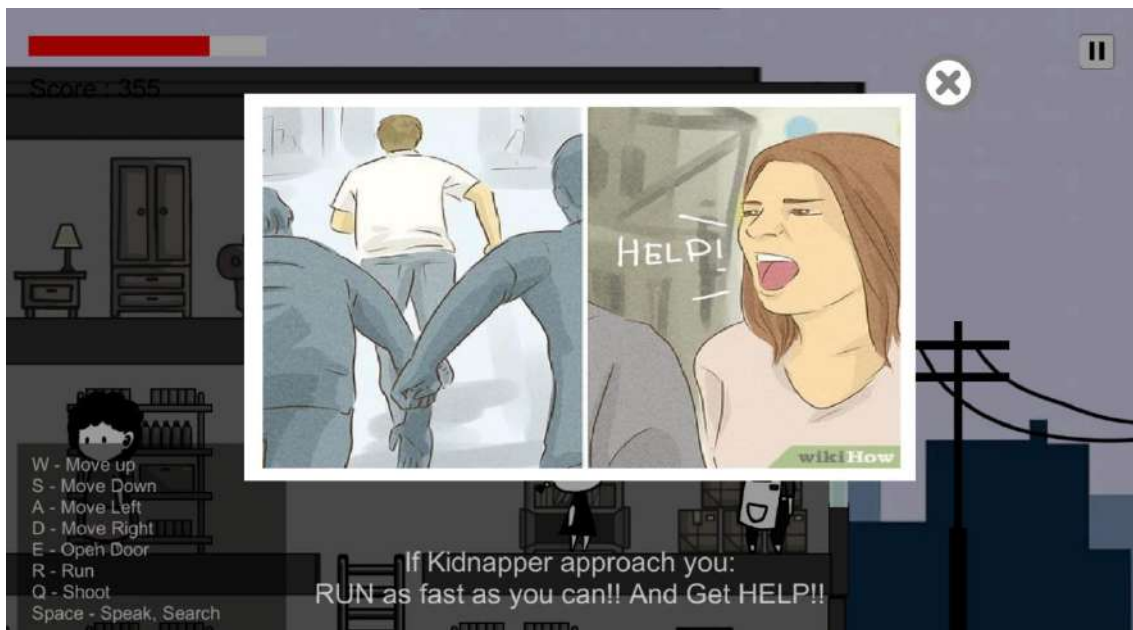 Score : 355
HELP!
wikiHow
W - Move up
S - Move Down
A - Move Left
D - Move Right
E - Open Door
R - Run
Q - Shoot
Space - Speak, Search
If Kidnapper approach you:
RUN as fast as you can!! And Get HELP!!